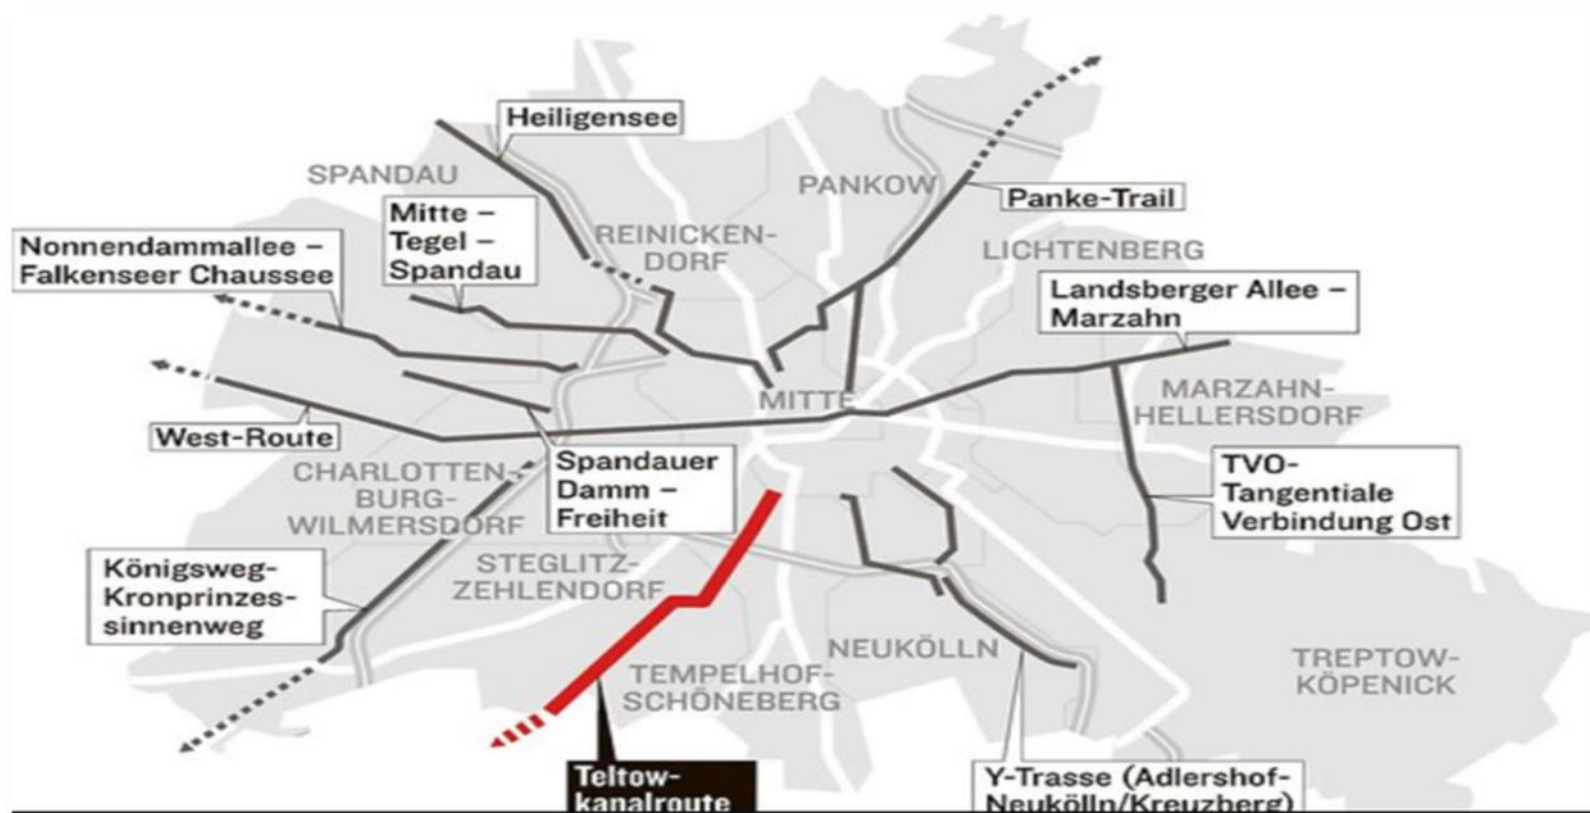 Heiligensee
SPANDAU
PANKOW
Panke-Trail
Mitte –
Tegel –
Spandau
REINICKEN-
DORF
Nonnendammallee –
Falkenseer Chaussee
LICHTENBERG
Landsberger Allee –
Marzahn
MITTE
MARZAHN-
HELLERSDORF
West-Route
CHARLOTTEN-
BURG-
WILMERSDORF
Spandauer
Damm –
Freiheit
TVO-
Tangentiale
Verbindung Ost
Königsweg-
Kronprinzes-
sinnenweg
STEGLITZ-
ZEHLENDORF
NEUKÖLLN
TEMPELHOF-
SCHÖNEBERG
TREPTOW-
KÖPENICK
Teltow-
kanalroute
Y-Trasse (Adlershof-
Neukölln/Kreuzberg)